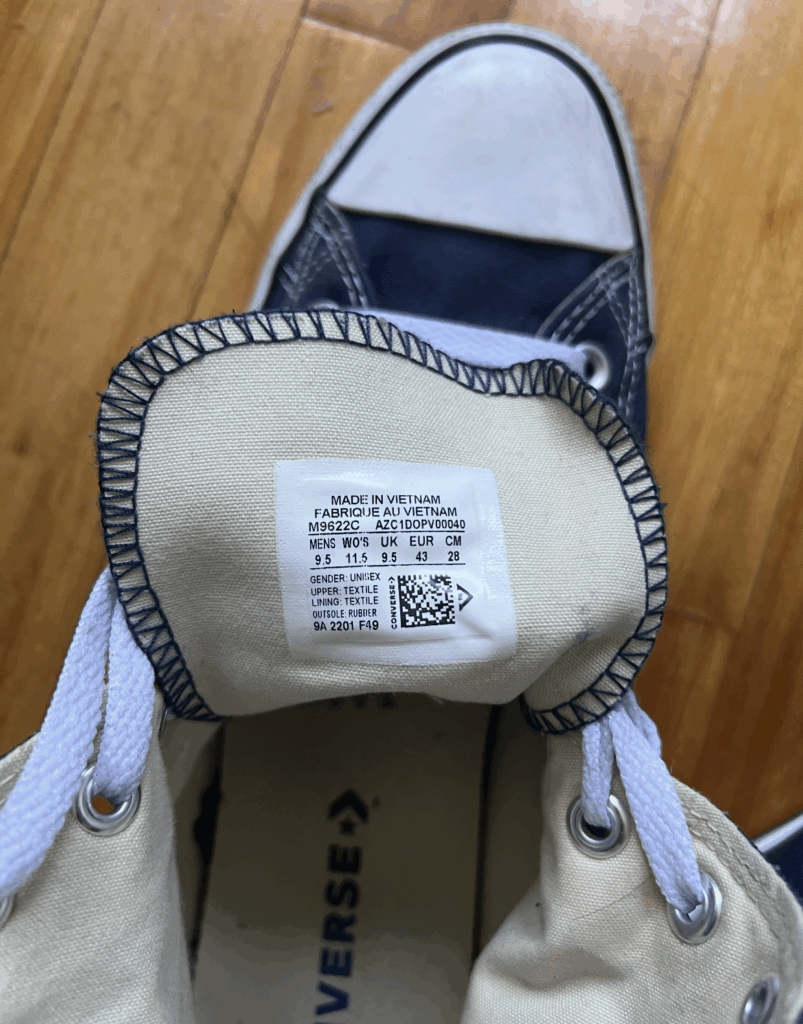 MADE IN VIETNAM
FABRIQUE AU VIETNAM
M9622C AZC1DOPV00040
MENS WO'S UK EUR CM
9.5 11.5 9.5 43 28
GENDER: UNISEX
UPPER: TEXTILE
LINING: TEXTILE
OUTSOLE: RUBBER
9A 2201 F49
CONVERSE
CONVERSE